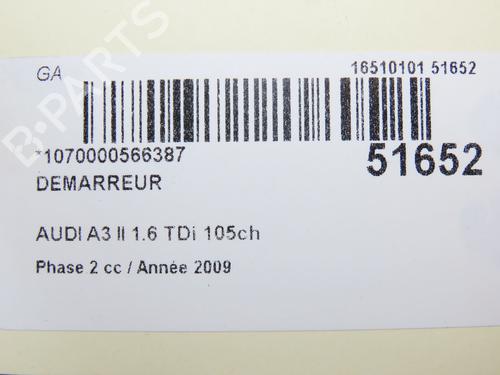 B-PARTS
GA
16510101 51652
*1070000566387
51652
DEMARREUR
AUDI A3 II 1.6 TDi 105ch
Phase 2 cc / Année 2009